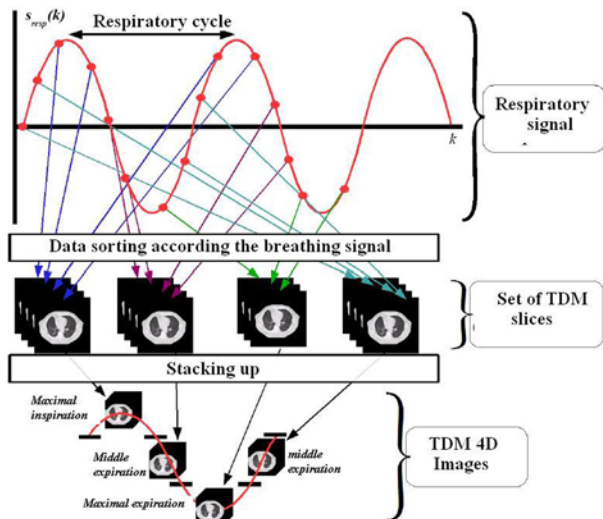 s_resp(k)
Respiratory cycle
k
Respiratory
signal
Data sorting according the breathing signal
Set of TDM
slices
Stacking up
Maximal
inspiration
Middle
expiration
middle
expiration
Maximal expiration
TDM 4D
Images